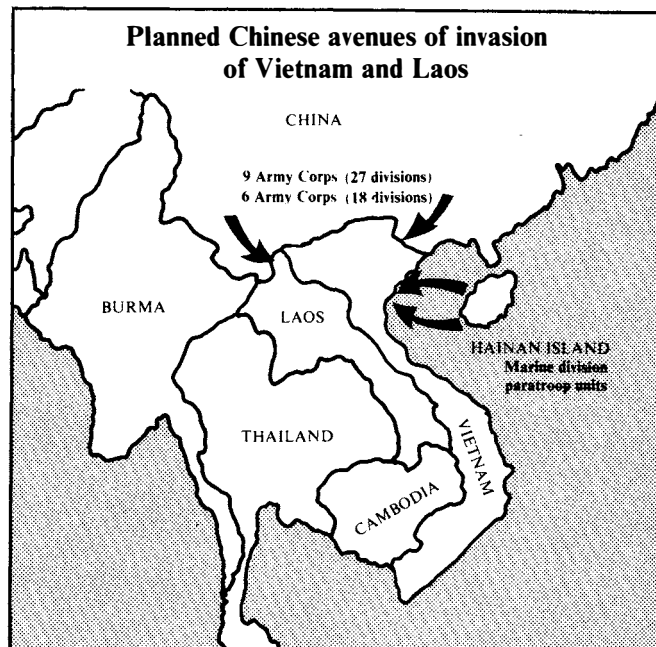 Planned Chinese avenues of invasion
of Vietnam and Laos
CHINA
9 Army Corps (27 divisions)
6 Army Corps (18 divisions)
BURMA
LAOS
HAINAN ISLAND
Marine division
paratroop units
THAILAND
VIETNAM
CAMBODIA